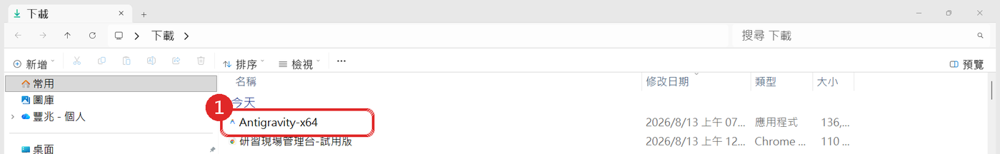 下載
下載
搜尋 下載
新增
排序
檢視
預覽
常用
圖庫
豐兆 - 個人
桌面
名稱 修改日期 類型 大小
今天
1
Antigravity-x64 2026/8/13 上午 07... 應用程式 136,...
研習現場管理台-試用版 2026/8/13 上午 12... Chrome ... 110 ...